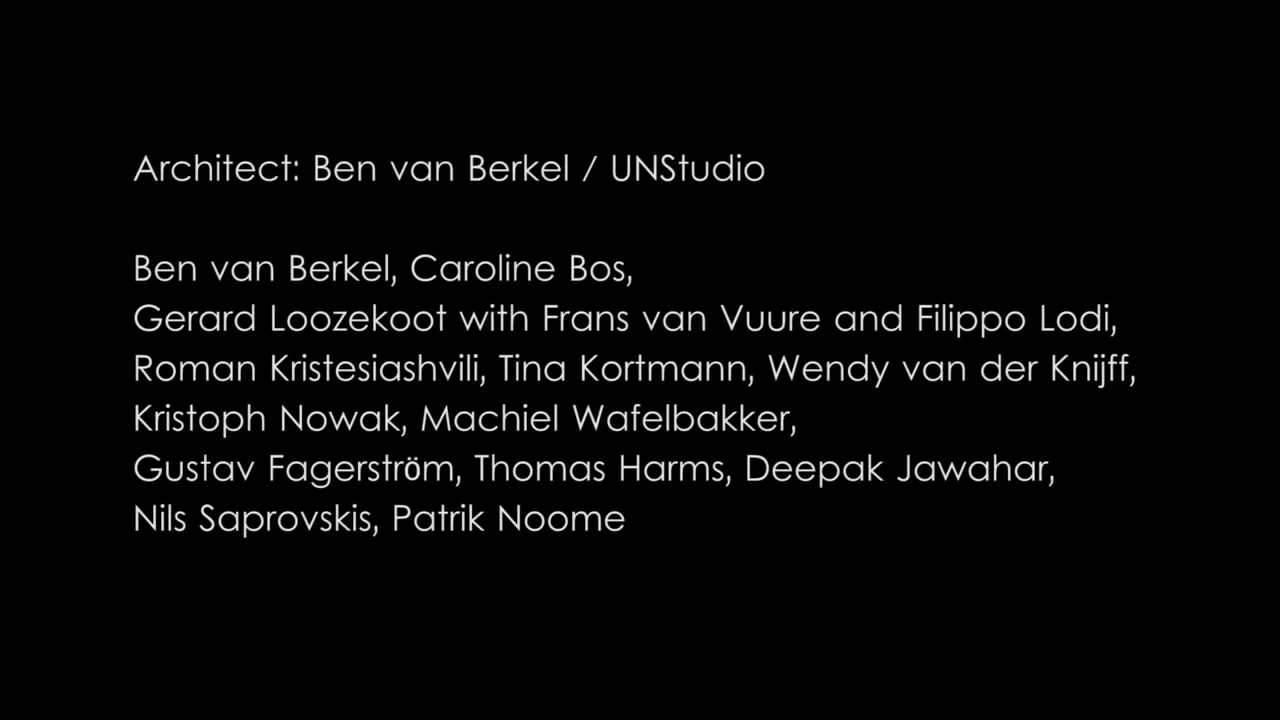 Architect: Ben van Berkel / UNStudio
Ben van Berkel, Caroline Bos,
Gerard Loozekoot with Frans van Vuure and Filippo Lodi,
Roman Kristesiashvili, Tina Kortmann, Wendy van der Knijff,
Kristoph Nowak, Machiel Wafelbakker,
Gustav Fagerström, Thomas Harms, Deepak Jawahar,
Nils Saprovskis, Patrik Noome